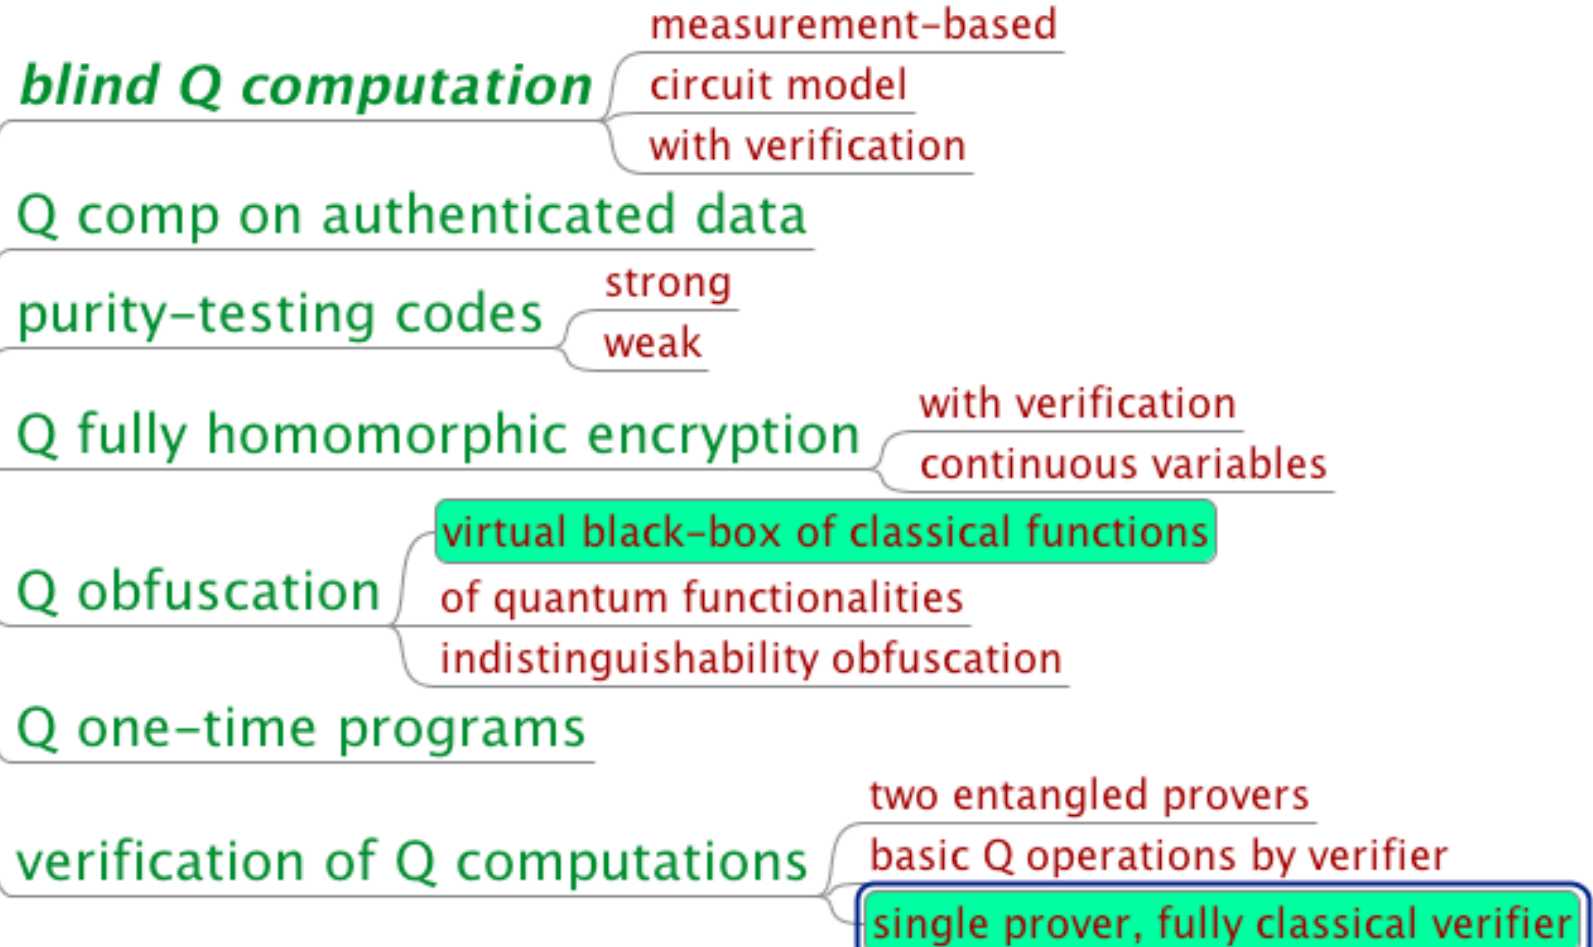 blind Q computation
measurement-based
circuit model
with verification
Q comp on authenticated data
purity-testing codes
strong
weak
Q fully homomorphic encryption
with verification
continuous variables
Q obfuscation
virtual black-box of classical functions
of quantum functionalities
indistinguishability obfuscation
Q one-time programs
verification of Q computations
two entangled provers
basic Q operations by verifier
single prover, fully classical verifier